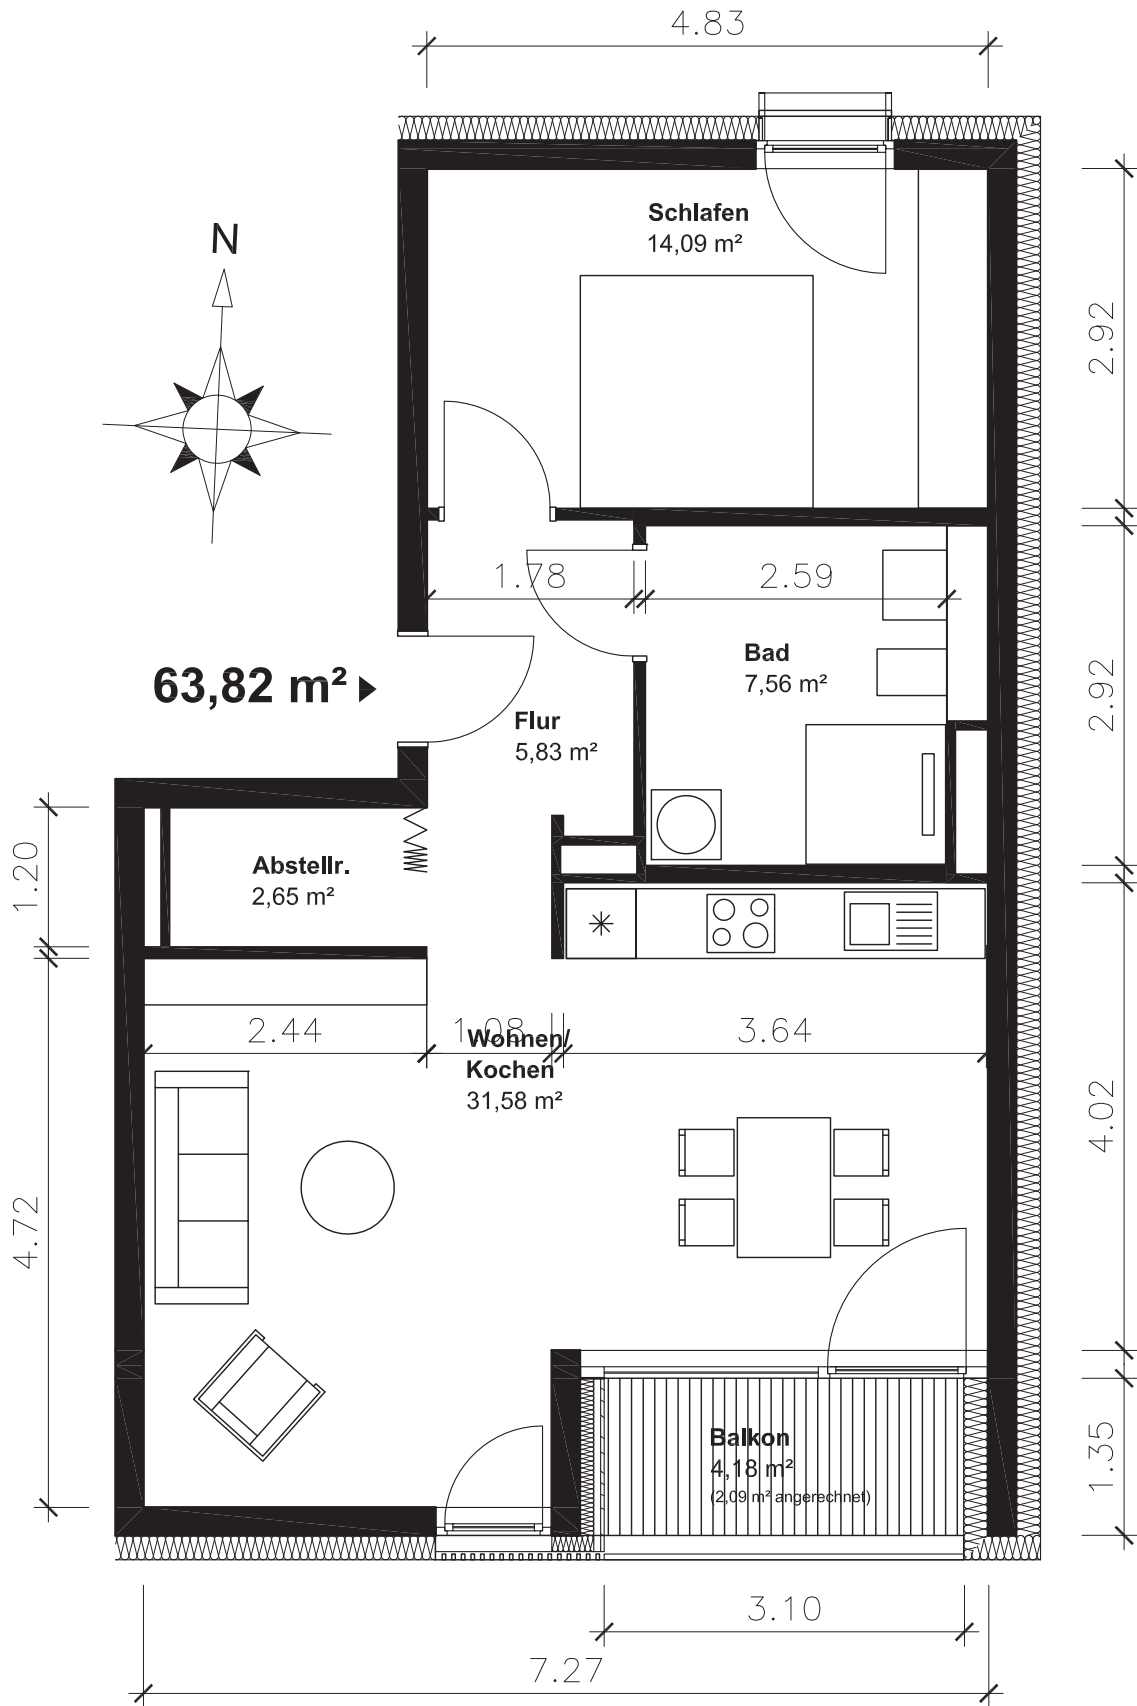 4.83
N
Schlafen
14,09 m²
2.92
1.78
2.59
63,82 m²
Bad
7,56 m²
2.92
Flur
5,83 m²
1.20
Abstellr.
2,65 m²
2.44
1.08
3.64
Wohnen/
Kochen
31,58 m²
4.02
4.72
Balkon
4,18 m²
(2,09 m² angerechnet)
1.35
3.10
7.27